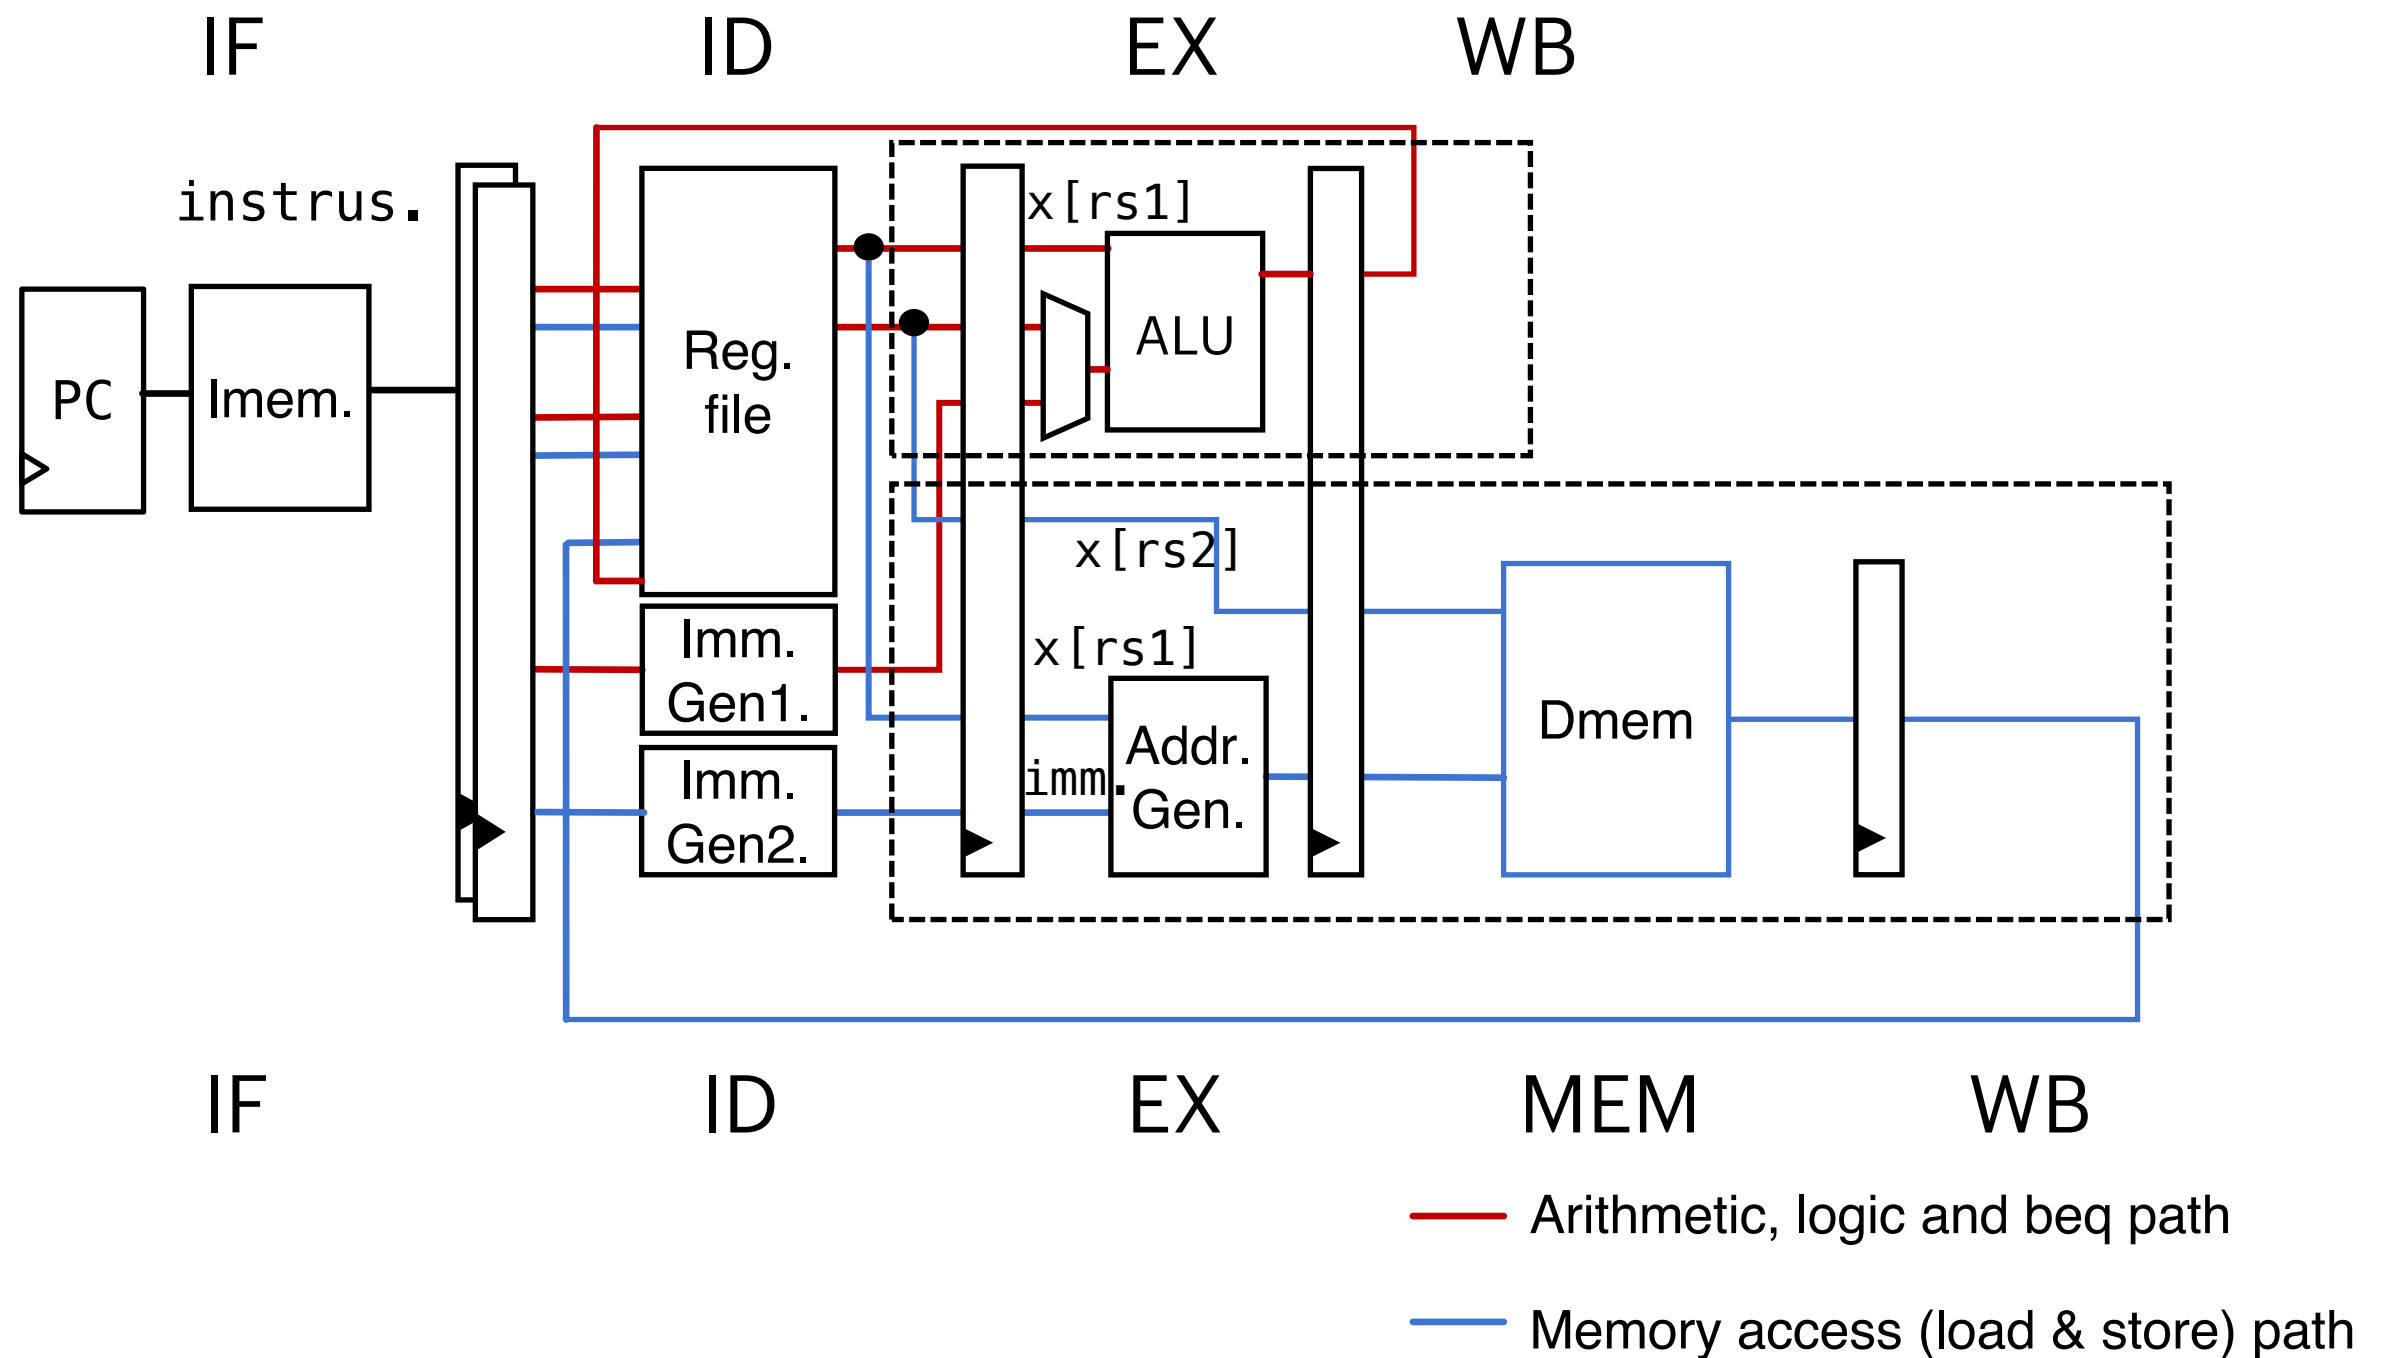 IF ID EX WB
instrus.
x[rs1]
PC
Imem.
Reg.
file
ALU
x[rs2]
Imm.
Gen1.
x[rs1]
Imm.
Gen2.
imm.
Addr.
Gen.
Dmem
IF ID EX MEM WB
Arithmetic, logic and beq path
Memory access (load & store) path